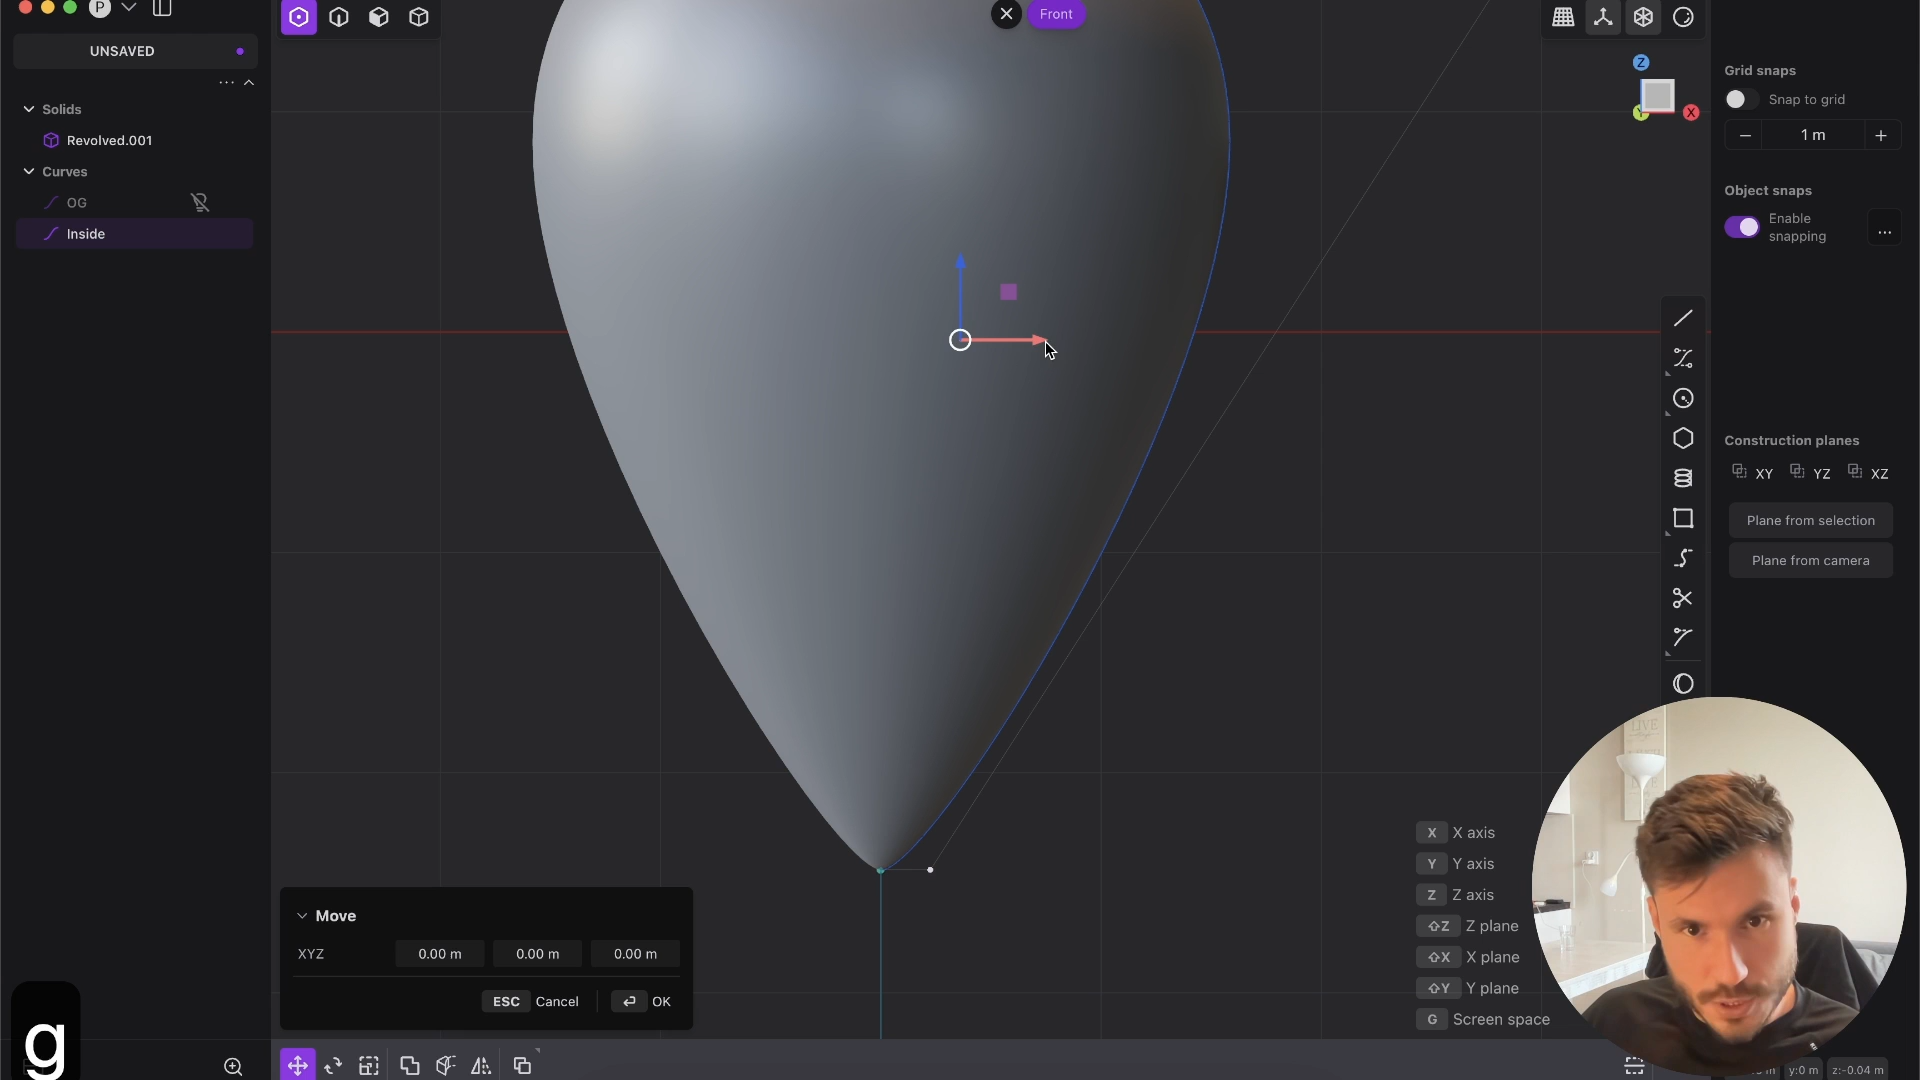 P
UNSAVED
Solids
Revolved.001
Curves
OG
Inside
Front
Z
X
Grid snaps
Snap to grid
1 m
Object snaps
Enable
snapping
...
Construction planes
XY YZ XZ
Plane from selection
Plane from camera
X X axis
Y Y axis
Z Z axis
⇧Z Z plane
⇧X X plane
⇧Y Y plane
G Screen space
Move
XYZ 0.00 m 0.00 m 0.00 m
ESC Cancel OK
g
LIVE
y:0 m z:-0.04 m